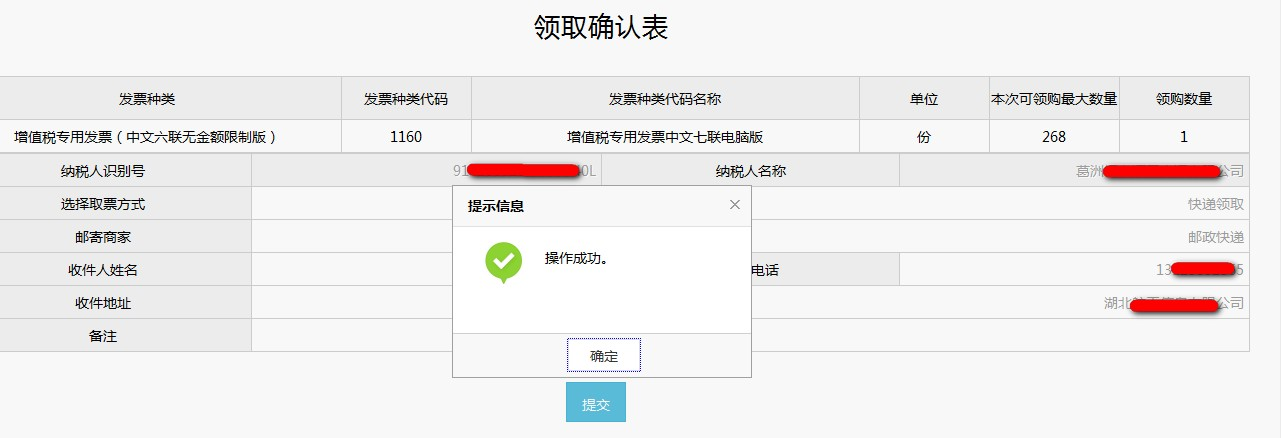 领取确认表
发票种类 发票种类代码 发票种类代码名称 单位 本次可领购最大数量 领购数量
增值税专用发票（中文六联无金额限制版） 1160 增值税专用发票中文七联电脑版 份 268 1
纳税人识别号 91 0L 纳税人名称 葛洲 公司
选择取票方式 快递领取
邮寄商家 邮政快递
收件人姓名 电话 13 5
收件地址 湖北 公司
备注
提示信息
操作成功。
确定
提交